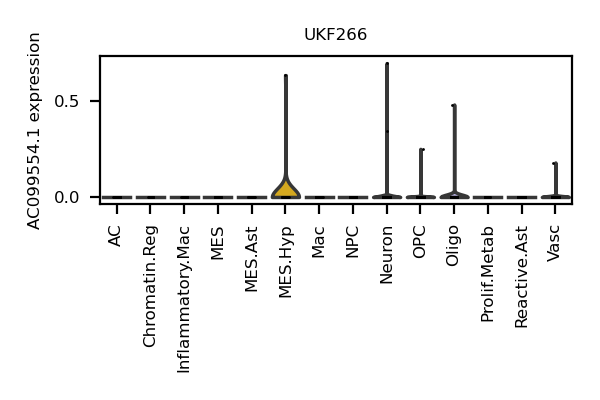 UKF266
AC099554.1 expression
0.5
0.0
AC
Chromatin.Reg
Inflammatory.Mac
MES
MES.Ast
MES.Hyp
Mac
NPC
Neuron
OPC
Oligo
Prolif.Metab
Reactive.Ast
Vasc